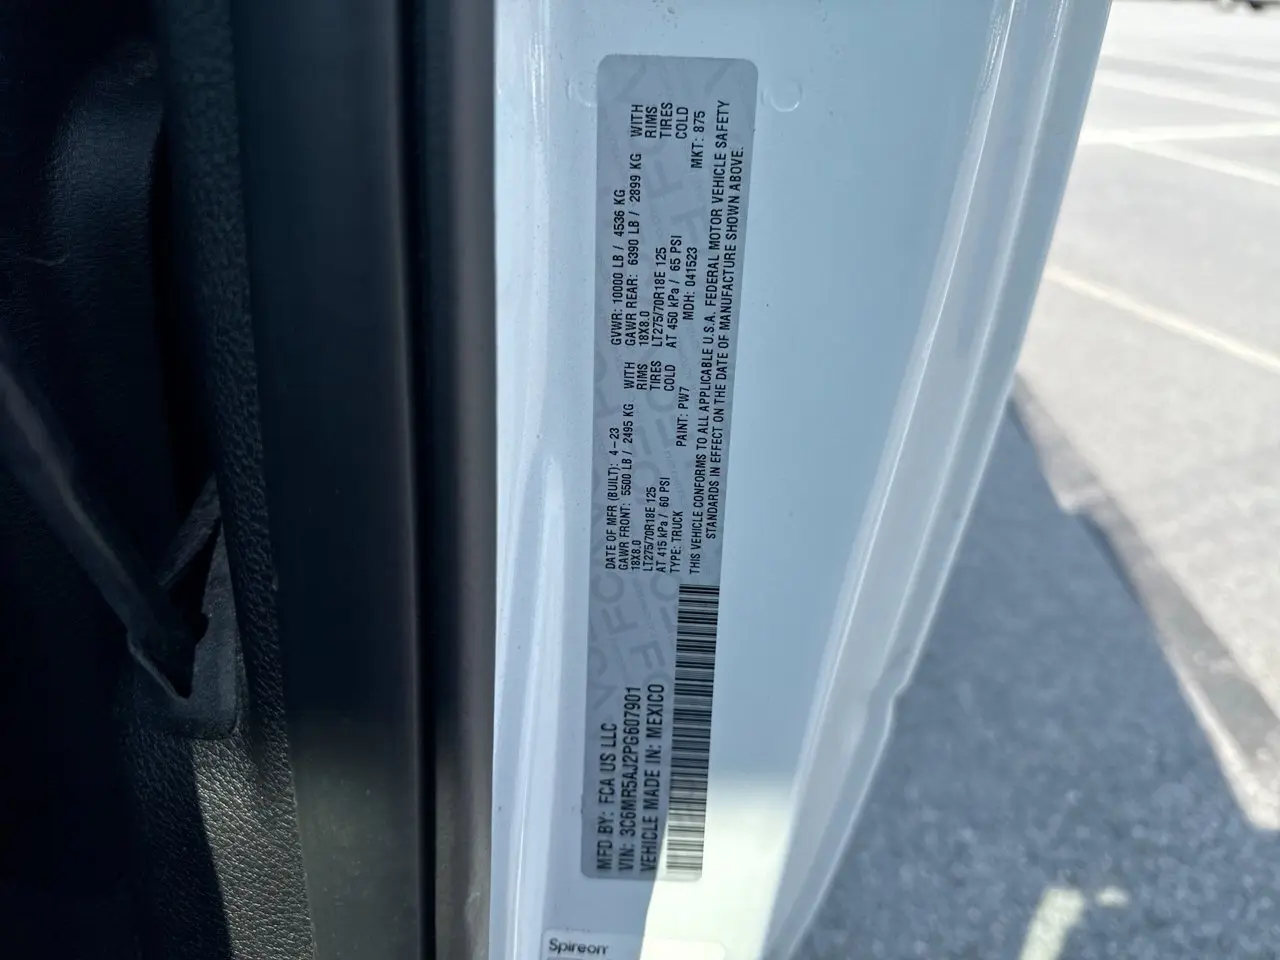 MFD BY: FCA US LLC
VIN: 3C6MR5AJ2PG607901
VEHICLE MADE IN: MEXICO
DATE OF MFR (BUILT): 4-23 GVWR: 10000 LB / 4536 KG
GAWR FRONT: 5500 LB / 2495 KG WITH GAWR REAR: 6390 LB / 2899 KG WITH
18X8.0 RIMS 18X8.0 RIMS
LT275/70R18E 125 TIRES LT275/70R18E 125 TIRES
AT 415 kPa / 60 PSI COLD AT 450 kPa / 65 PSI COLD
TYPE: TRUCK PAINT: PW7 MDH: 041523 MKT: 875
THIS VEHICLE CONFORMS TO ALL APPLICABLE U.S.A. FEDERAL MOTOR VEHICLE SAFETY
STANDARDS IN EFFECT ON THE DATE OF MANUFACTURE SHOWN ABOVE.
Spireon